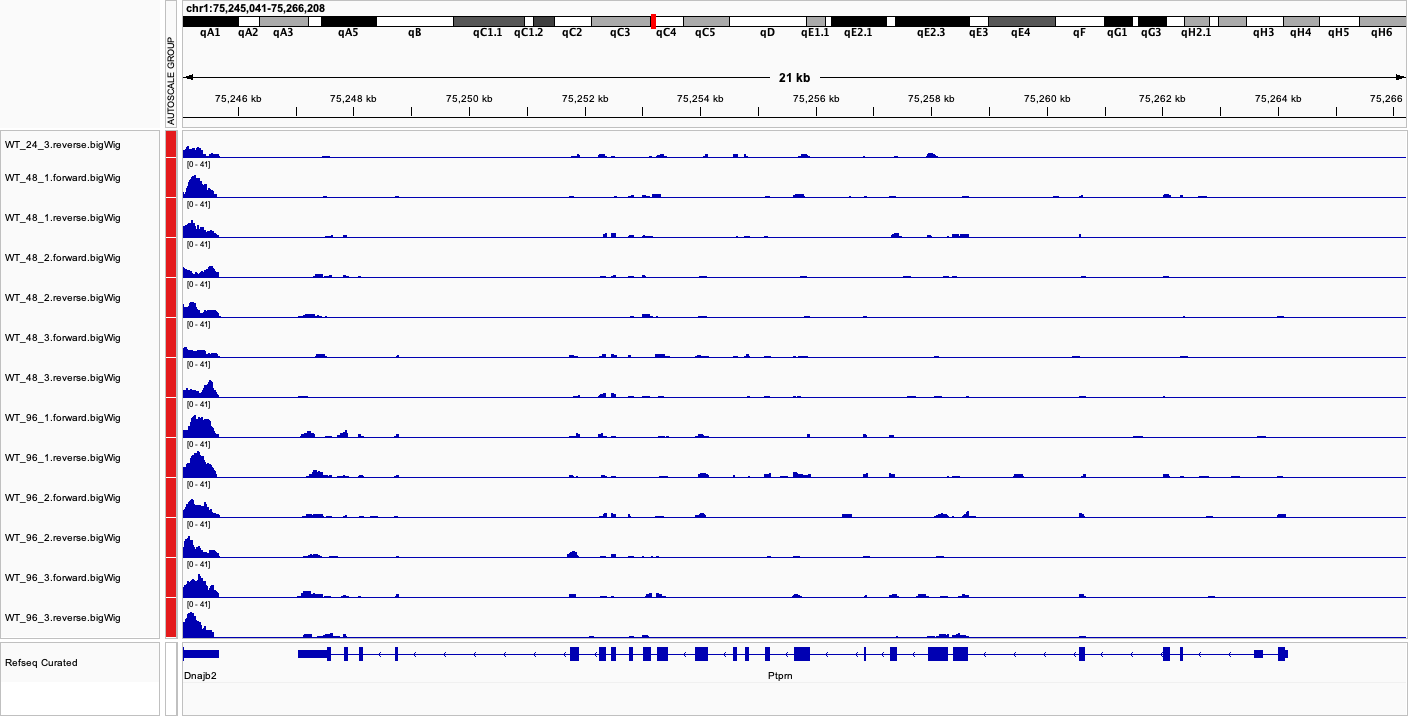 chr1:75,245,041-75,266,208
qA1 qA2 qA3 qA5 qB qC1.1 qC1.2 qC2 qC3 qC4 qC5 qD qE1.1 qE2.1 qE2.3 qE3 qE4 qF qG1 qG3 qH2.1 qH3 qH4 qH5 qH6
AUTOSCALE GROUP
21 kb
75,246 kb 75,248 kb 75,250 kb 75,252 kb 75,254 kb 75,256 kb 75,258 kb 75,260 kb 75,262 kb 75,264 kb 75,266
WT_24_3.reverse.bigWig
[0 - 41]
WT_48_1.forward.bigWig
[0 - 41]
WT_48_1.reverse.bigWig
[0 - 41]
WT_48_2.forward.bigWig
[0 - 41]
WT_48_2.reverse.bigWig
[0 - 41]
WT_48_3.forward.bigWig
[0 - 41]
WT_48_3.reverse.bigWig
[0 - 41]
WT_96_1.forward.bigWig
[0 - 41]
WT_96_1.reverse.bigWig
[0 - 41]
WT_96_2.forward.bigWig
[0 - 41]
WT_96_2.reverse.bigWig
[0 - 41]
WT_96_3.forward.bigWig
[0 - 41]
WT_96_3.reverse.bigWig
Refseq Curated
Dnajb2 Ptprn